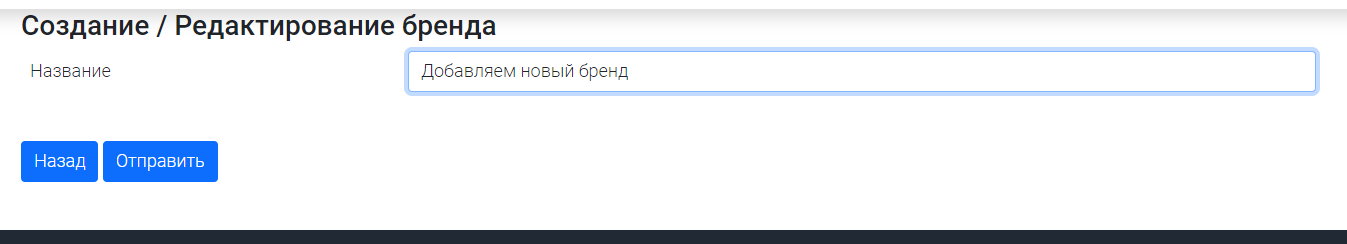 Создание / Редактирование бренда
Название
Добавляем новый бренд
Назад
Отправить